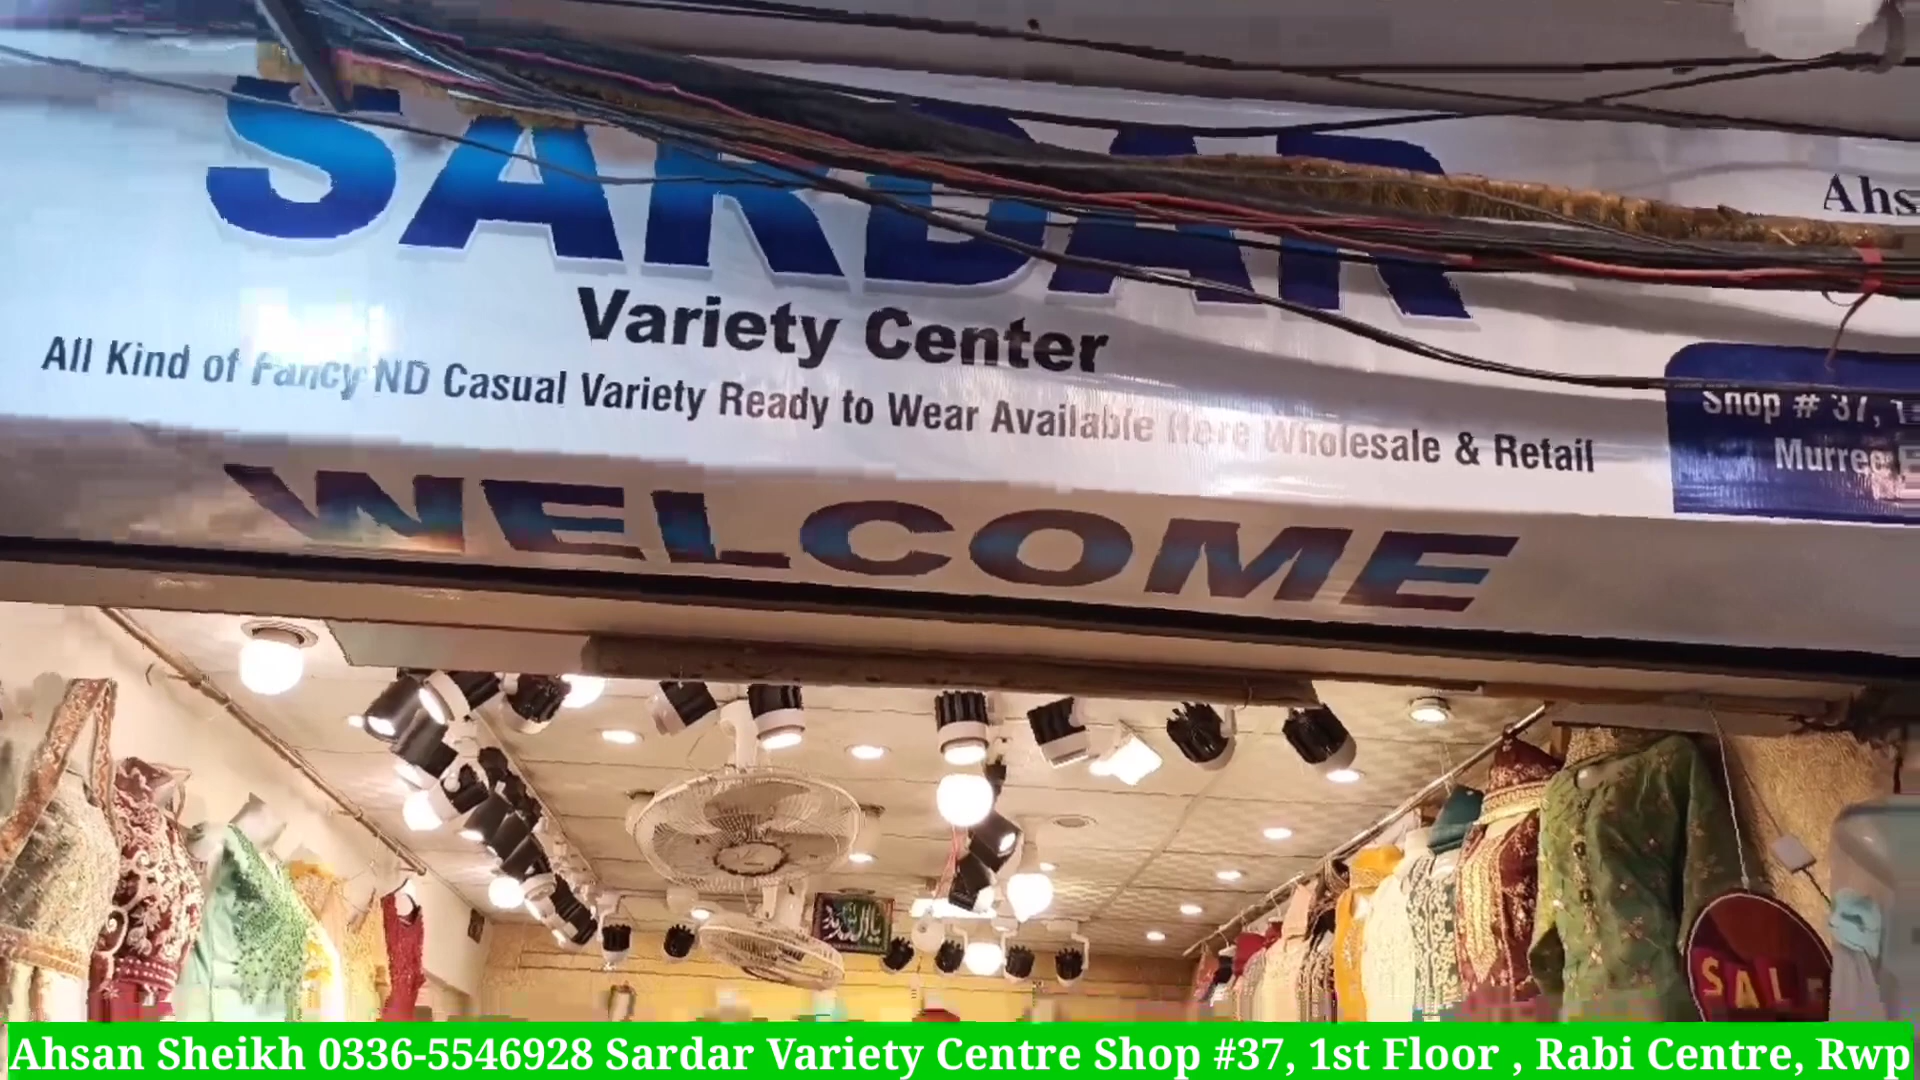 SARDAR
Ahs
Variety Center
All Kind of Fancy ND Casual Variety Ready to Wear Available Here Wholesale & Retail
Shop # 37, 1
Murree
WELCOME
SALE
Ahsan Sheikh 0336-5546928 Sardar Variety Centre Shop #37, 1st Floor , Rabi Centre, Rwp